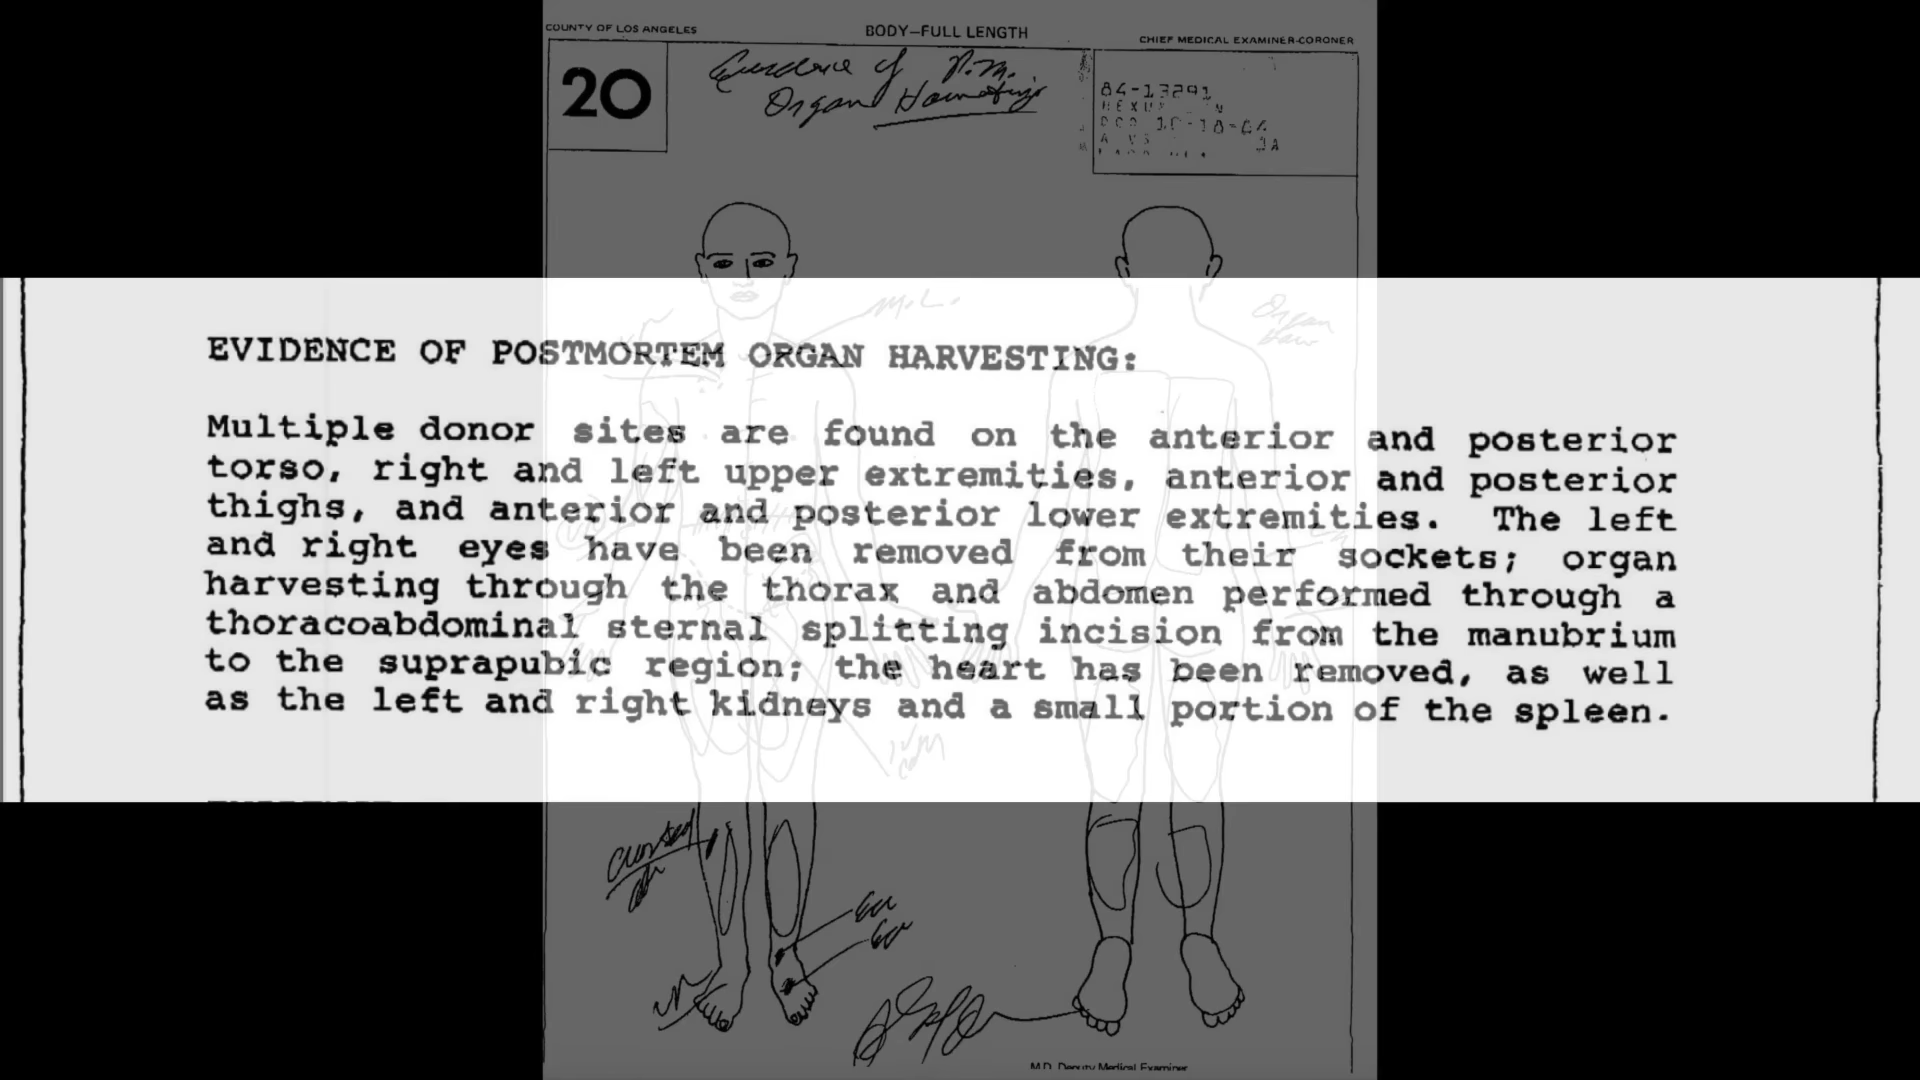 COUNTY OF LOS ANGELES
BODY—FULL LENGTH
CHIEF MEDICAL EXAMINER-CORONER
20
Evidence of P.M.
Organ Harvesting
84-13291
EVIDENCE OF POSTMORTEM ORGAN HARVESTING:
Multiple donor sites are found on the anterior and posterior
torso, right and left upper extremities, anterior and posterior
thighs, and anterior and posterior lower extremities. The left
and right eyes have been removed from their sockets; organ
harvesting through the thorax and abdomen performed through a
thoracoabdominal sternal splitting incision from the manubrium
to the suprapubic region; the heart has been removed, as well
as the left and right kidneys and a small portion of the spleen.
M.D. Deputy Medical Examiner